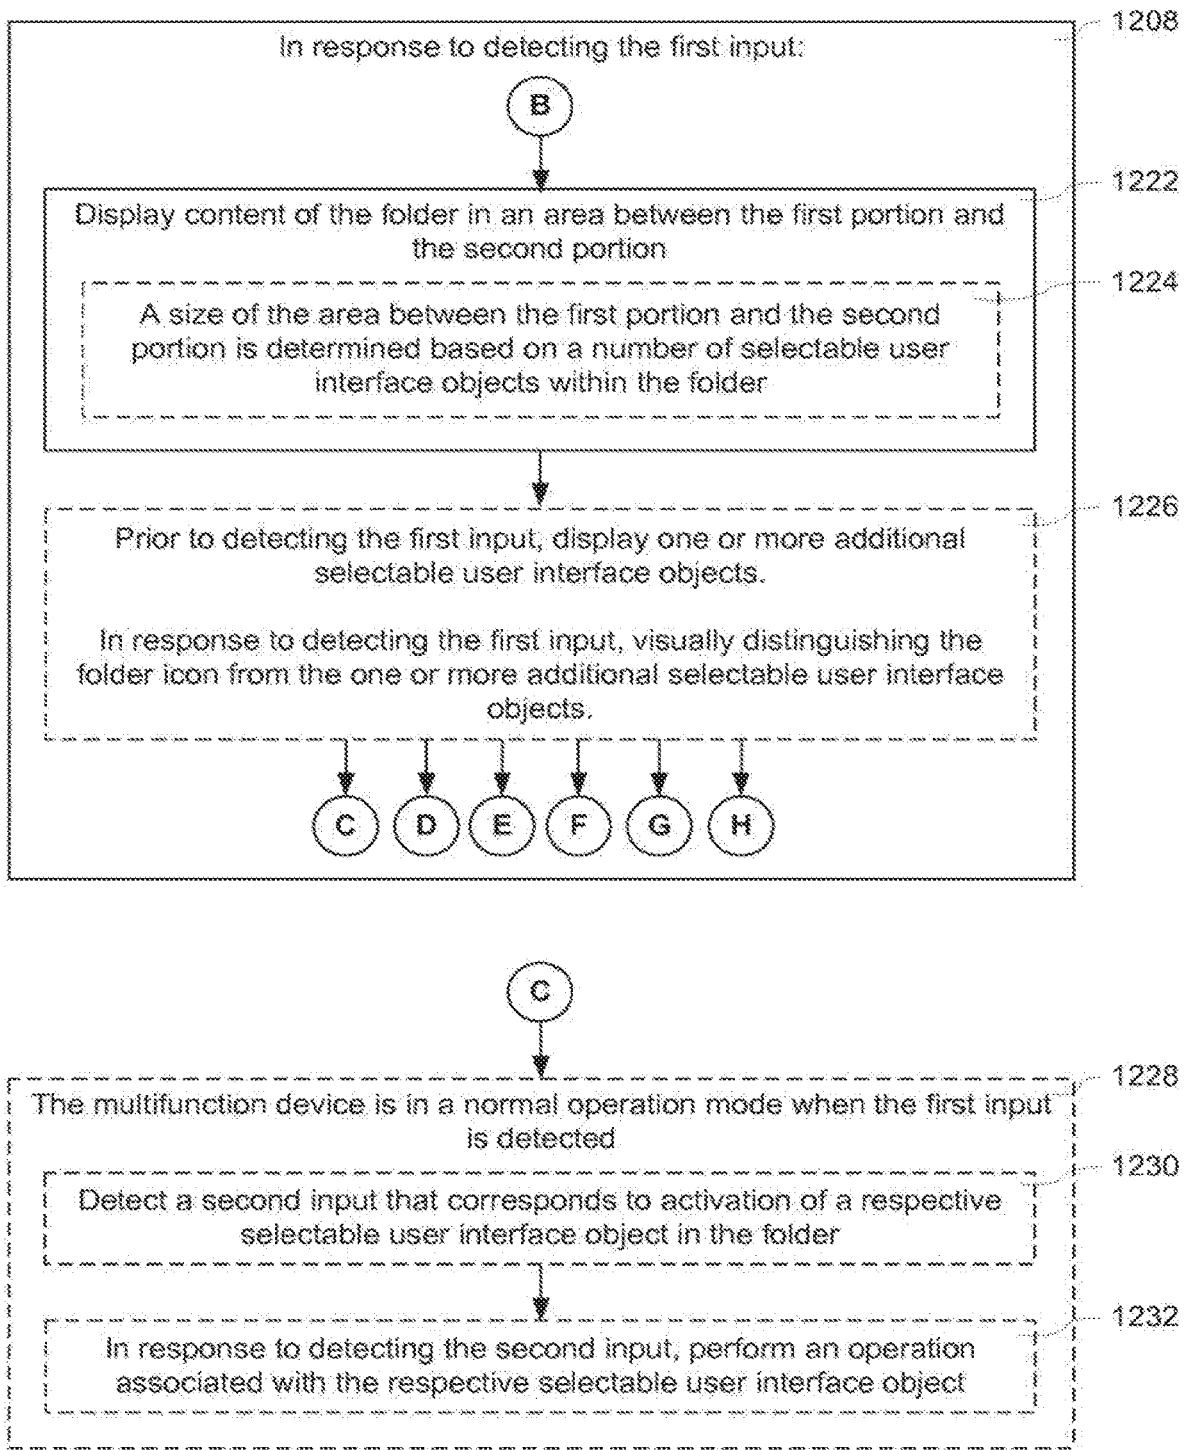 1208
In response to detecting the first input:
B
1222
Display content of the folder in an area between the first portion and
the second portion
1224
A size of the area between the first portion and the second
portion is determined based on a number of selectable user
interface objects within the folder
1226
Prior to detecting the first input, display one or more additional
selectable user interface objects.
In response to detecting the first input, visually distinguishing the
folder icon from the one or more additional selectable user interface
objects.
C D E F G H
C
1228
The multifunction device is in a normal operation mode when the first input
is detected
1230
Detect a second input that corresponds to activation of a respective
selectable user interface object in the folder
1232
In response to detecting the second input, perform an operation
associated with the respective selectable user interface object